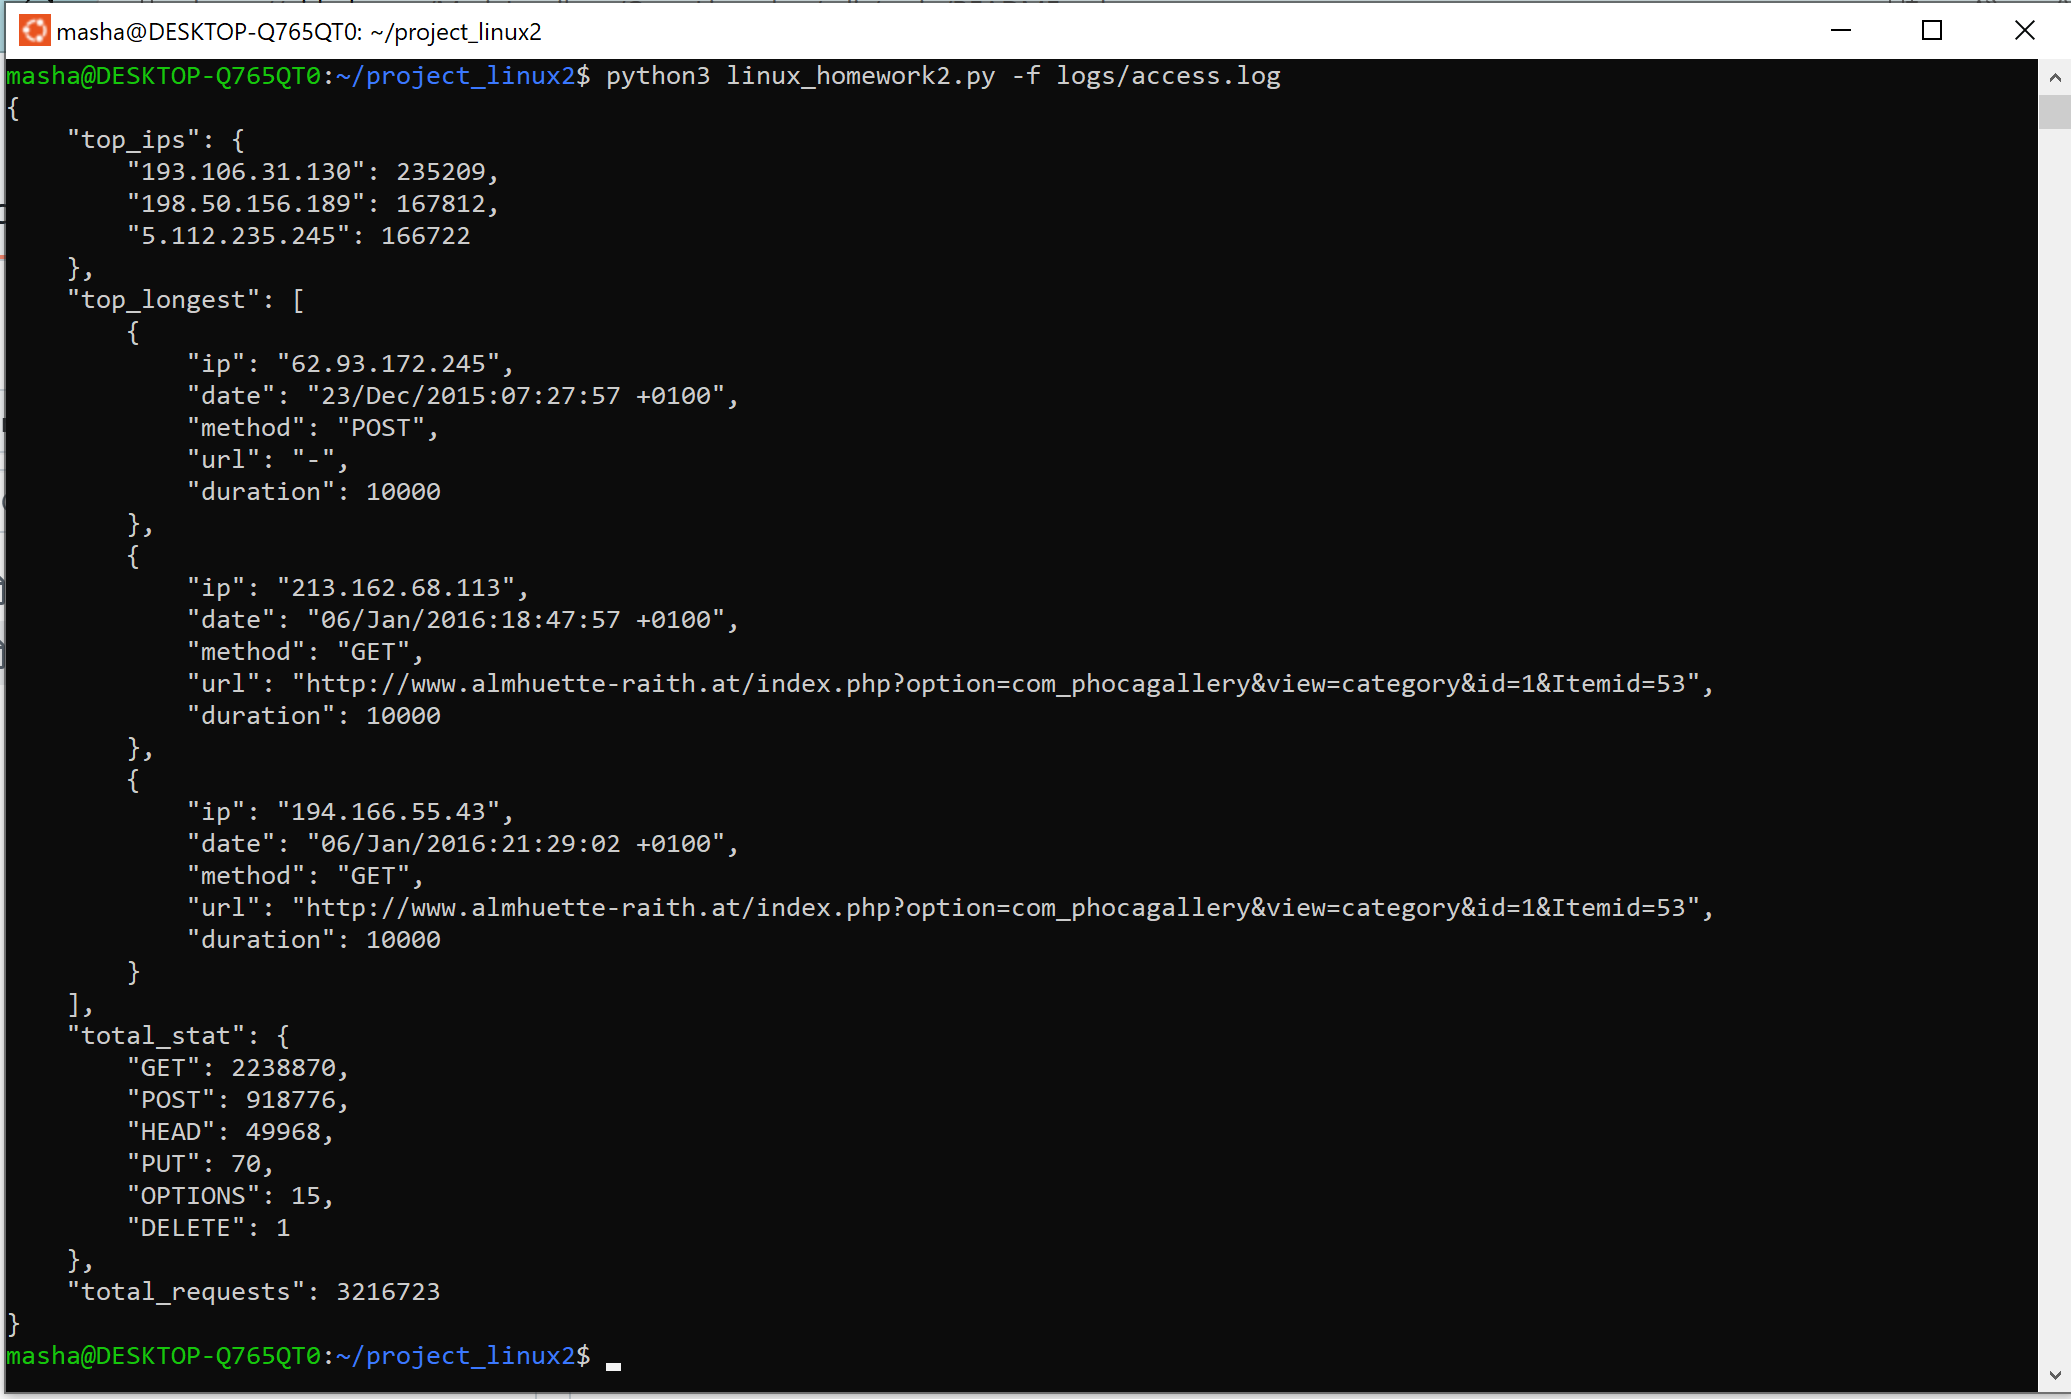 masha@DESKTOP-Q765QT0: ~/project_linux2
masha@DESKTOP-Q765QT0:~/project_linux2$ python3 linux_homework2.py -f logs/access.log
{
    "top_ips": {
        "193.106.31.130": 235209,
        "198.50.156.189": 167812,
        "5.112.235.245": 166722
    },
    "top_longest": [
        {
            "ip": "62.93.172.245",
            "date": "23/Dec/2015:07:27:57 +0100",
            "method": "POST",
            "url": "-",
            "duration": 10000
        },
        {
            "ip": "213.162.68.113",
            "date": "06/Jan/2016:18:47:57 +0100",
            "method": "GET",
            "url": "http://www.almhuette-raith.at/index.php?option=com_phocagallery&view=category&id=1&Itemid=53",
            "duration": 10000
        },
        {
            "ip": "194.166.55.43",
            "date": "06/Jan/2016:21:29:02 +0100",
            "method": "GET",
            "url": "http://www.almhuette-raith.at/index.php?option=com_phocagallery&view=category&id=1&Itemid=53",
            "duration": 10000
        }
    ],
    "total_stat": {
        "GET": 2238870,
        "POST": 918776,
        "HEAD": 49968,
        "PUT": 70,
        "OPTIONS": 15,
        "DELETE": 1
    },
    "total_requests": 3216723
}
masha@DESKTOP-Q765QT0:~/project_linux2$